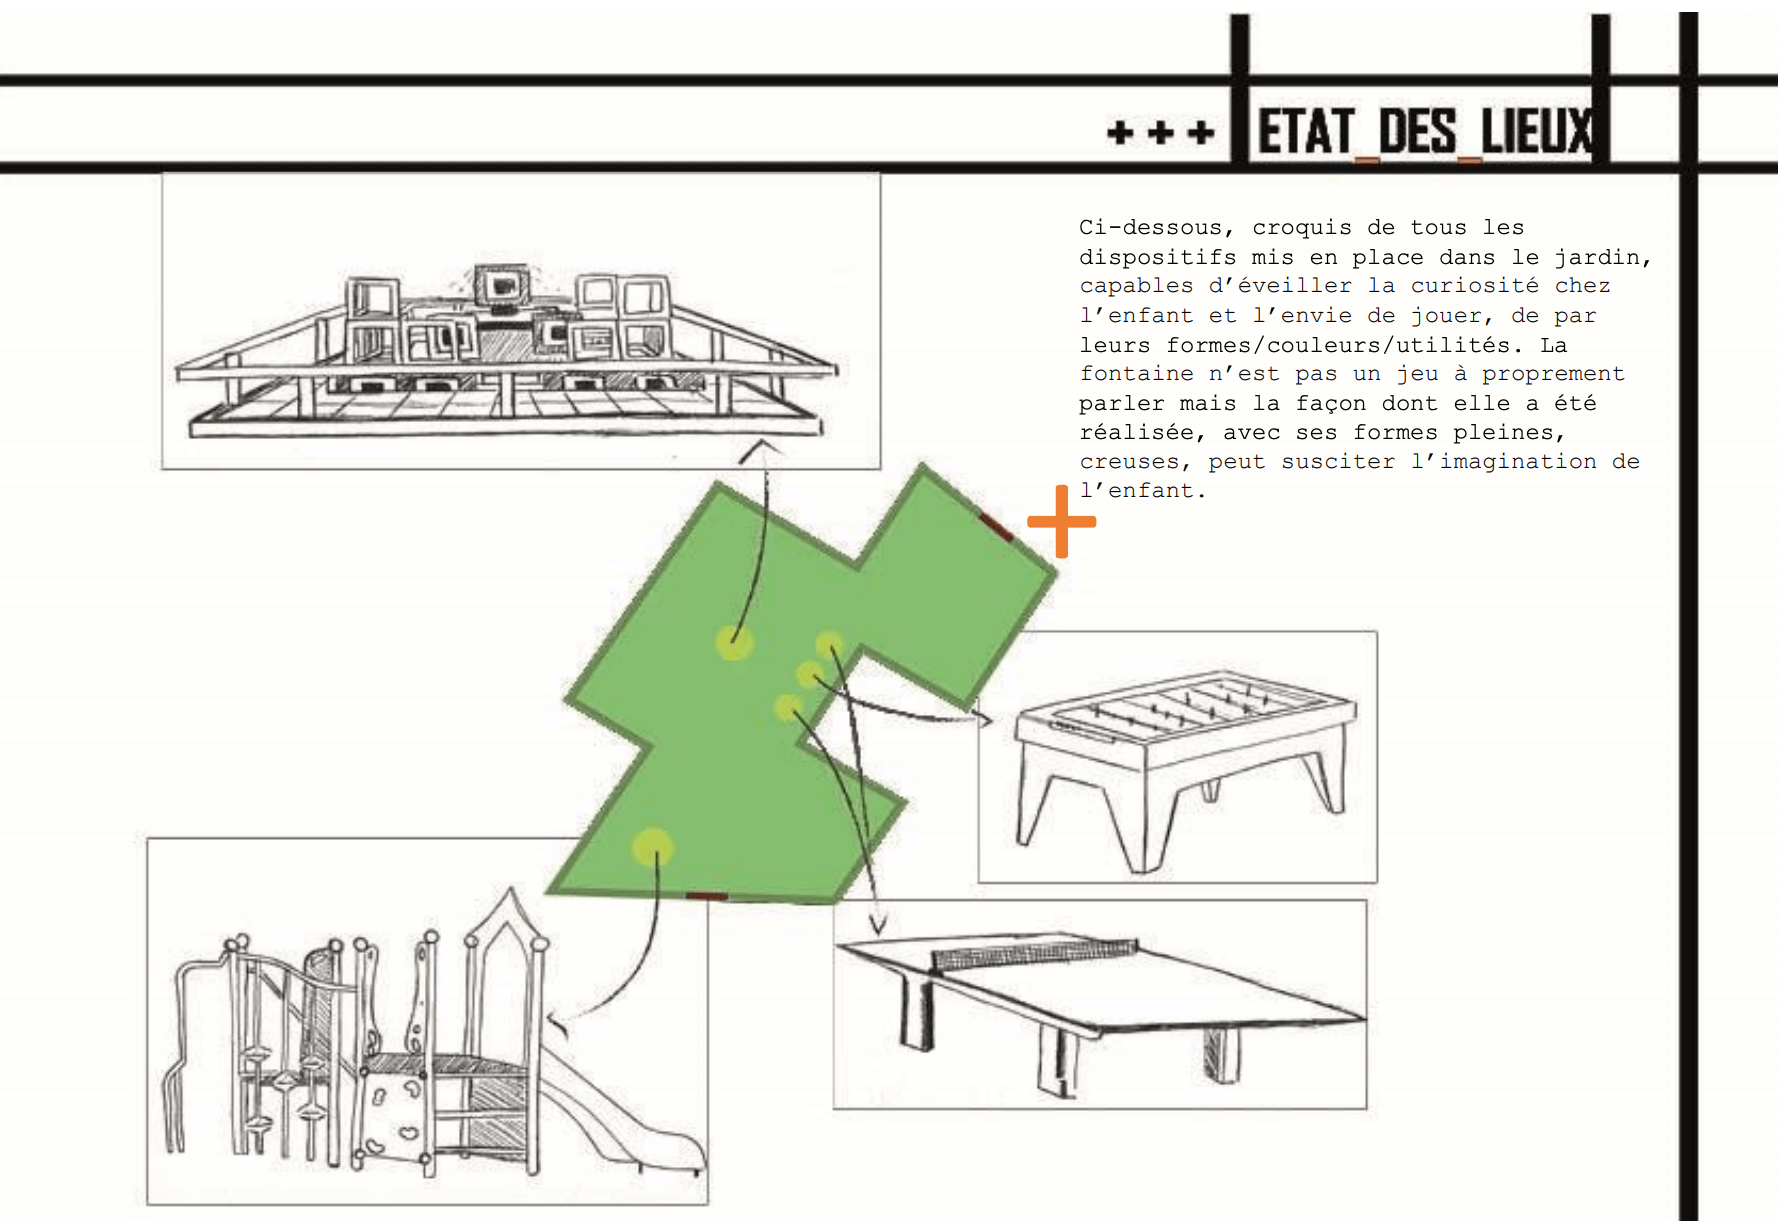 + + + ETAT_DES_LIEUX
Ci-dessous, croquis de tous les
dispositifs mis en place dans le jardin,
capables d’éveiller la curiosité chez
l’enfant et l’envie de jouer, de par
leurs formes/couleurs/utilités. La
fontaine n’est pas un jeu à proprement
parler mais la façon dont elle a été
réalisée, avec ses formes pleines,
creuses, peut susciter l’imagination de
l’enfant.